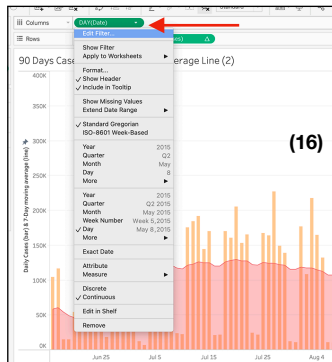 Columns
DAY(Date)
Rows
90 Days Case
erage Line (2)
Edit Filter...
Show Filter
Apply to Worksheets
Format...
✓ Show Header
✓ Include in Tooltip
Show Missing Values
Extend Date Range
✓ Standard Gregorian
ISO-8601 Week-Based
Year 2015
Quarter Q2
Month May
Day 8
More
Year 2015
Quarter Q2 2015
Month May 2015
Week Number Week 5, 2015
✓ Day May 8, 2015
More
Exact Date
Attribute
Measure
Discrete
✓ Continuous
Edit in Shelf
Remove
(16)
Daily Cases (bar) & 7-Day moving average (line)
400K
350K
300K
250K
200K
150K
100K
50K
0K
Jun 25
Jul 5
Jul 15
Jul 25
Aug 4